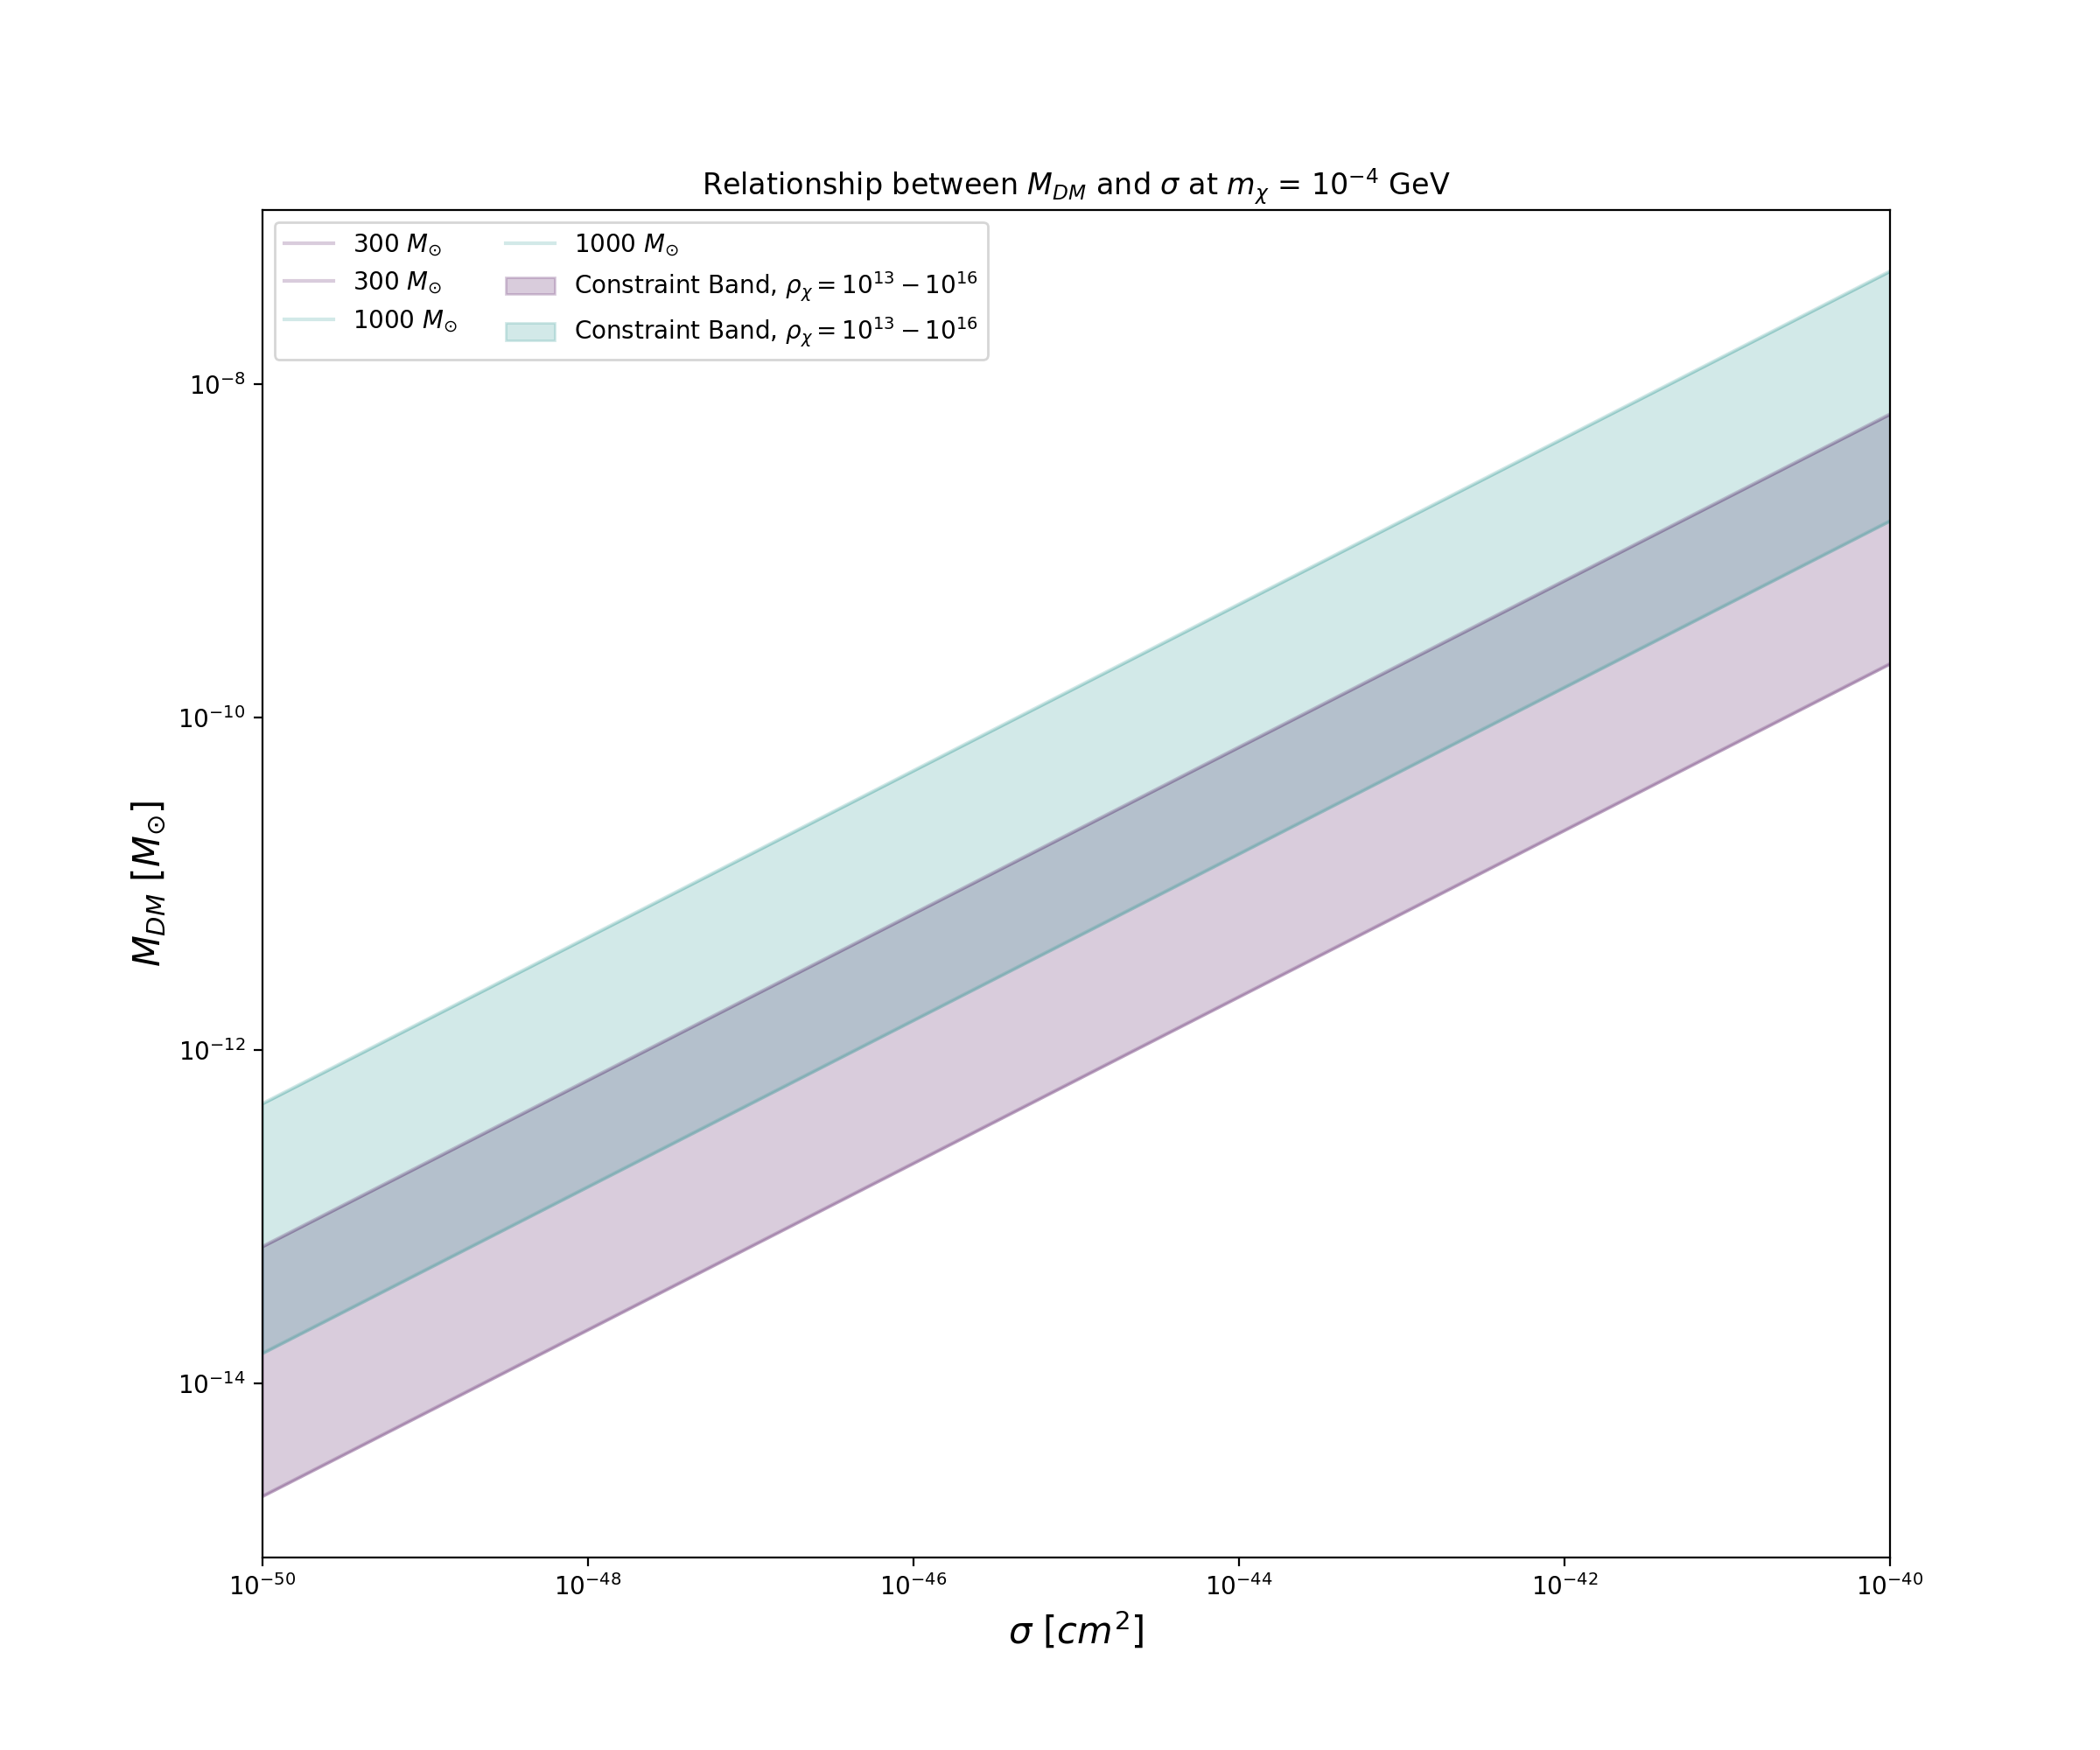 Relationship between $M_{DM}$ and $\sigma$ at $m_\chi$ = $10^{-4}$ GeV
300 $M_\odot$
300 $M_\odot$
1000 $M_\odot$
1000 $M_\odot$
Constraint Band, $\rho_\chi = 10^{13} - 10^{16}$
Constraint Band, $\rho_\chi = 10^{13} - 10^{16}$
$M_{DM}$ [$M_\odot$]
$10^{-8}$
$10^{-10}$
$10^{-12}$
$10^{-14}$
$10^{-50}$ $10^{-48}$ $10^{-46}$ $10^{-44}$ $10^{-42}$ $10^{-40}$
$\sigma$ [$cm^2$]